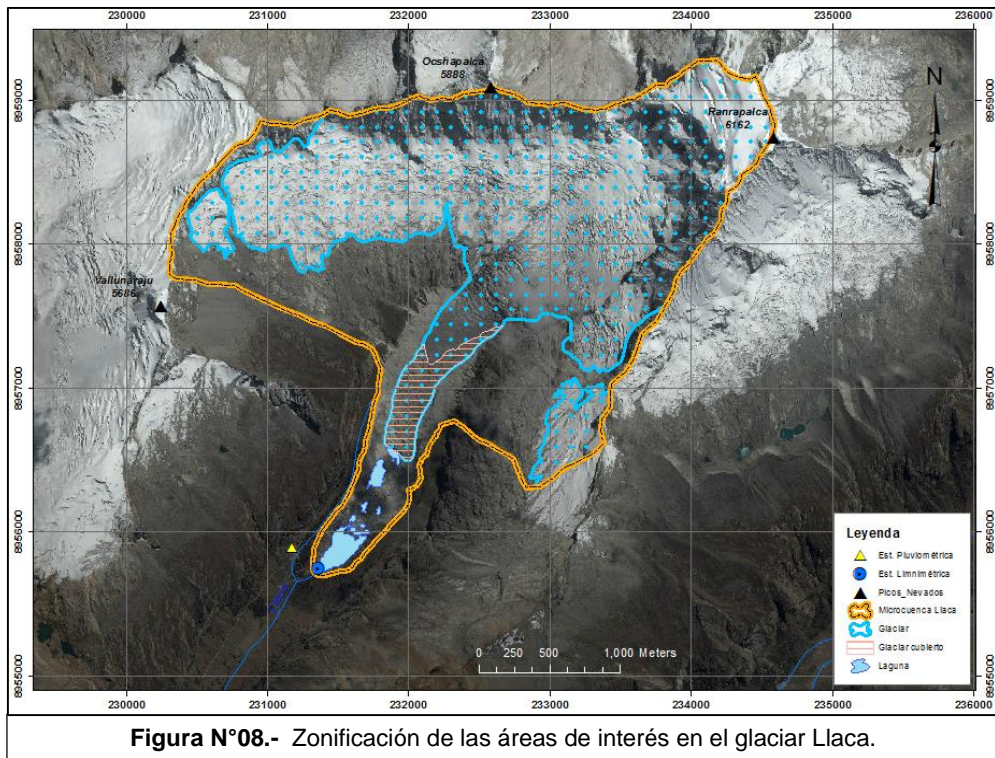 230000 231000 232000 233000 234000 235000 236000
Ocshapalca
5888
N
Ranrapalca
6162
Vallunaraju
5686
8959000 8959000
8958000 8958000
8957000 8957000
8956000 8956000
8955000 8955000
Leyenda
Est. Pluviométrica
Est. Limnimétrica
Picos_Nevados
Microcuenca Llaca
Glaciar
Glaciar cubierto
Laguna
0 250 500 1,000 Meters
230000 231000 232000 233000 234000 235000 236000
Figura N°08.- Zonificación de las áreas de interés en el glaciar Llaca.